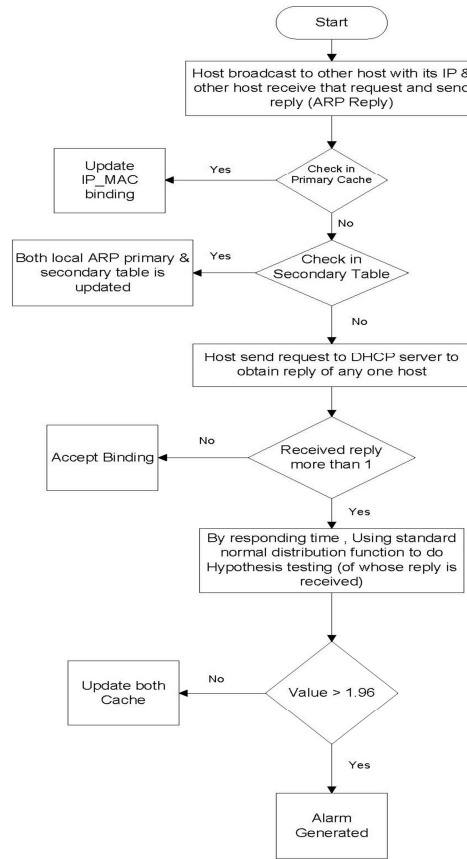 Start
Host broadcast to other host with its IP &
other host receive that request and send
reply (ARP Reply)
Check in
Primary Cache
Yes
Update
IP_MAC
binding
No
Check in
Secondary Table
Yes
Both local ARP primary &
secondary table is
updated
No
Host send request to DHCP server to
obtain reply of any one host
Received reply
more than 1
No
Accept Binding
Yes
By responding time , Using standard
normal distribution function to do
Hypothesis testing (of whose reply is
received)
Value > 1.96
No
Update both
Cache
Yes
Alarm
Generated